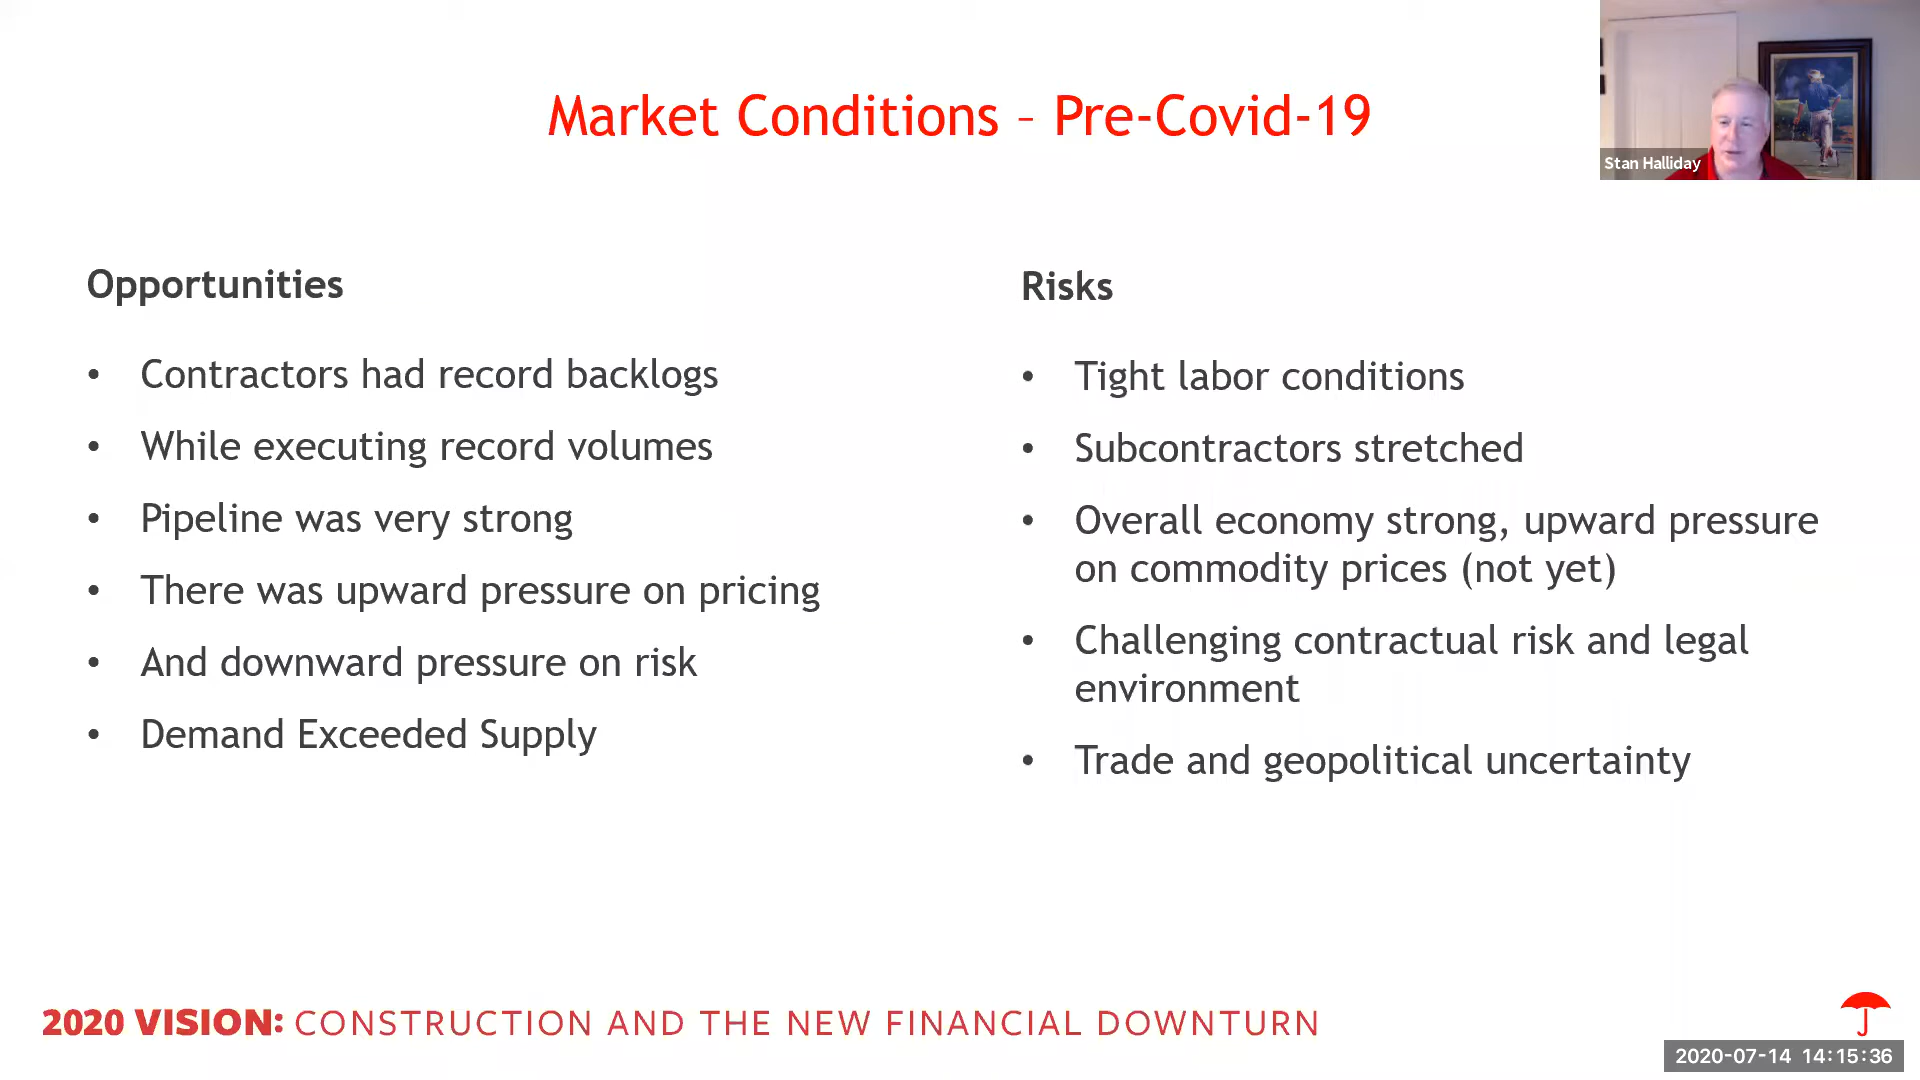 Market Conditions – Pre-Covid-19
Stan Halliday
Opportunities
• Contractors had record backlogs
• While executing record volumes
• Pipeline was very strong
• There was upward pressure on pricing
• And downward pressure on risk
• Demand Exceeded Supply
Risks
• Tight labor conditions
• Subcontractors stretched
• Overall economy strong, upward pressure
on commodity prices (not yet)
• Challenging contractual risk and legal
environment
• Trade and geopolitical uncertainty
2020 VISION: CONSTRUCTION AND THE NEW FINANCIAL DOWNTURN
2020-07-14 14:15:36